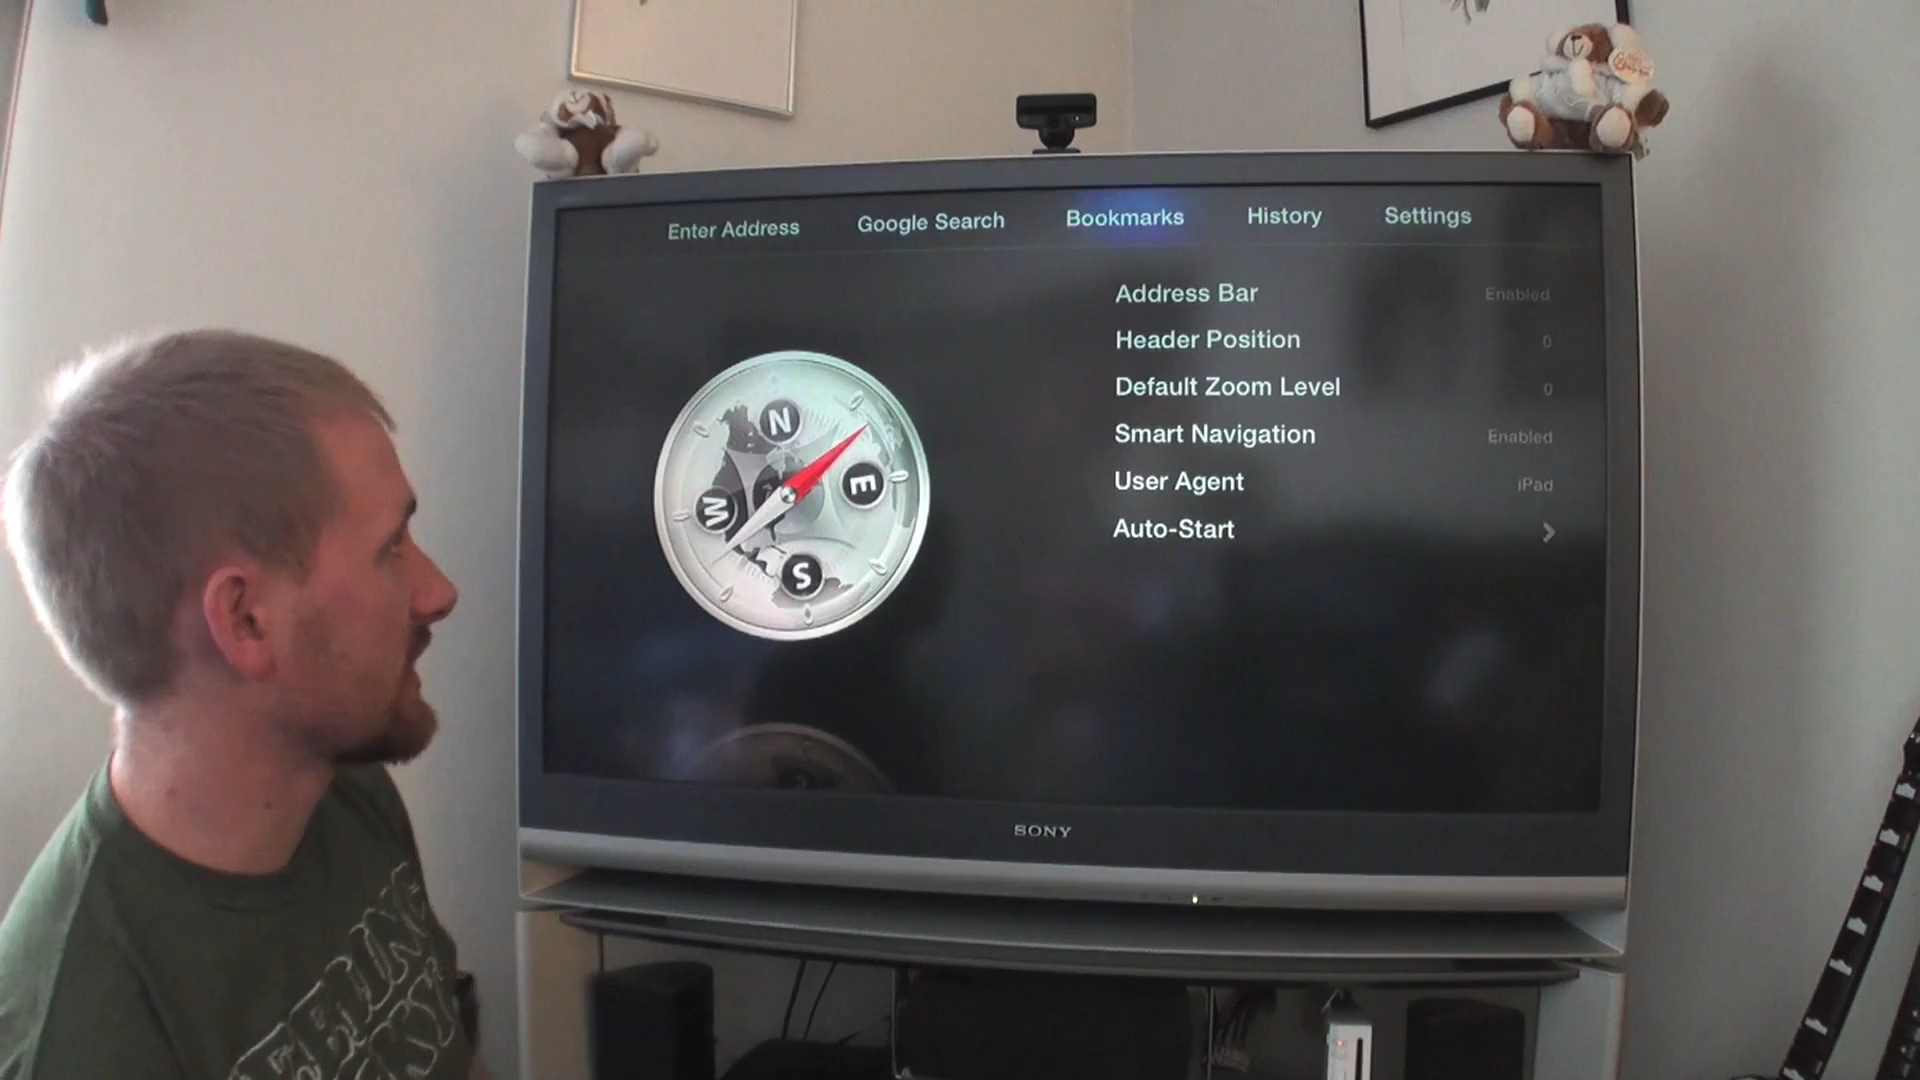 Enter Address Google Search Bookmarks History Settings
Address Bar Enabled
Header Position 0
Default Zoom Level 0
Smart Navigation Enabled
User Agent iPad
Auto-Start
N
E
S
W
SONY